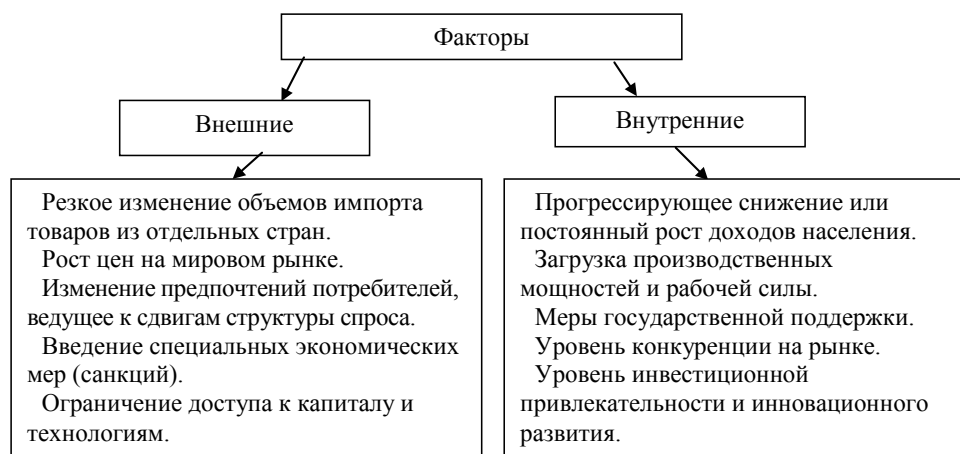 Факторы
Внешние
Внутренние
Резкое изменение объемов импорта
товаров из отдельных стран.
Рост цен на мировом рынке.
Изменение предпочтений потребителей,
ведущее к сдвигам структуры спроса.
Введение специальных экономических
мер (санкций).
Ограничение доступа к капиталу и
технологиям.
Прогрессирующее снижение или
постоянный рост доходов населения.
Загрузка производственных
мощностей и рабочей силы.
Меры государственной поддержки.
Уровень конкуренции на рынке.
Уровень инвестиционной
привлекательности и инновационного
развития.